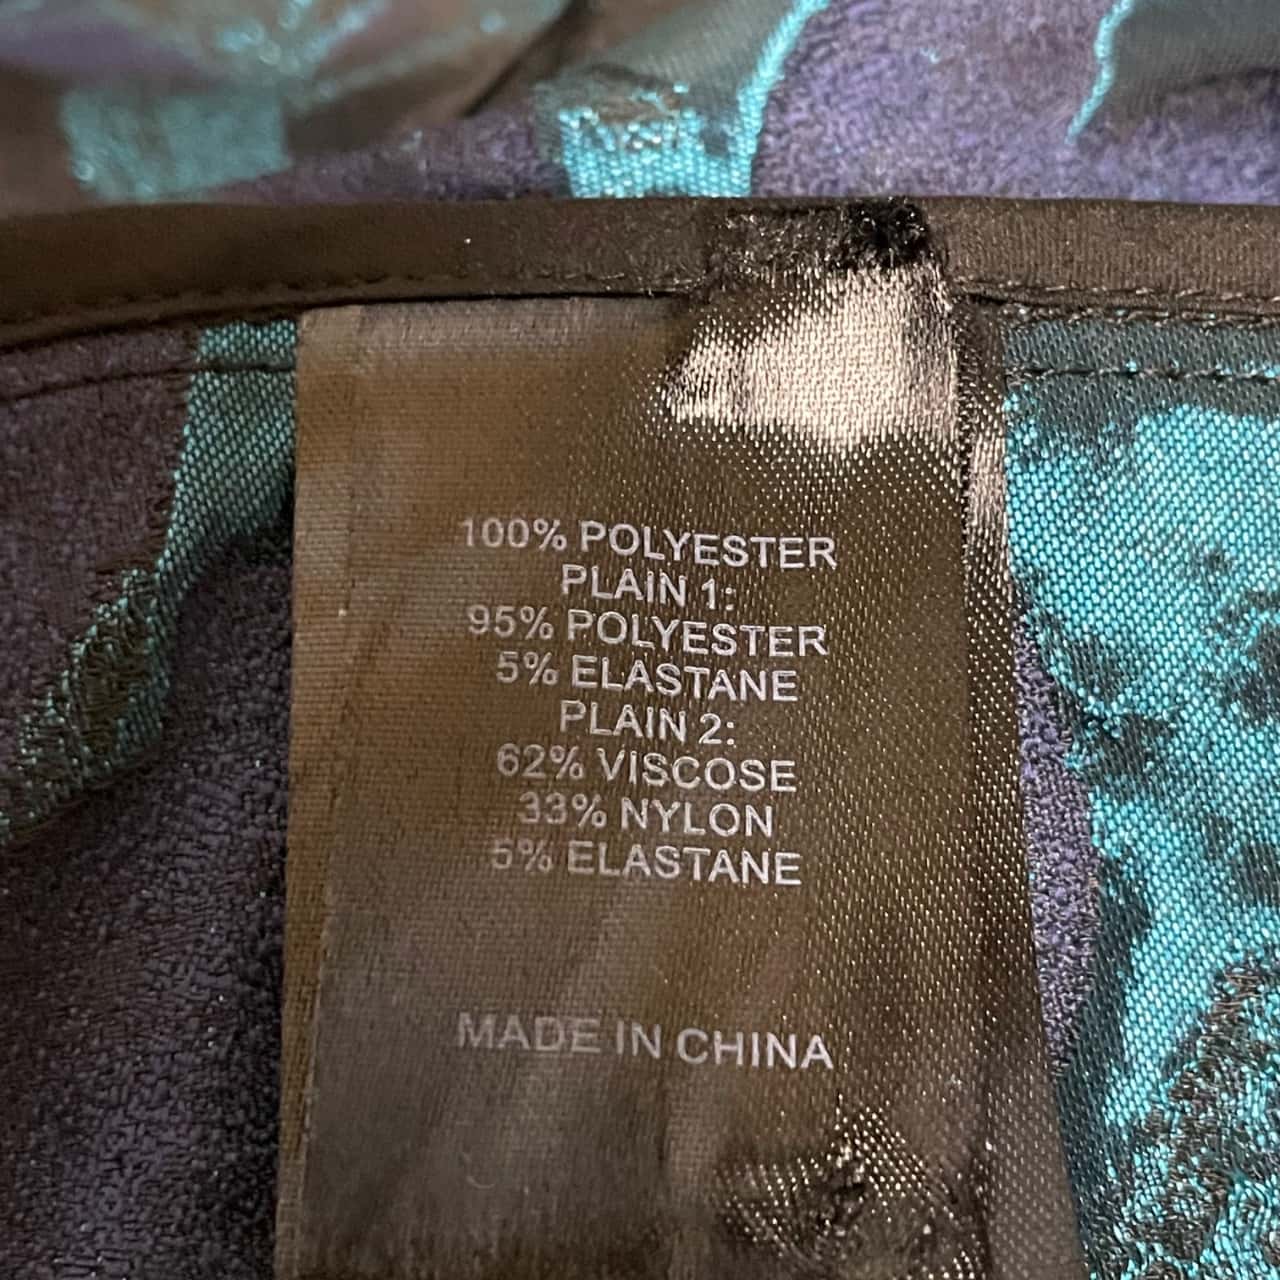 100% POLYESTER
PLAIN 1:
95% POLYESTER
5% ELASTANE
PLAIN 2:
62% VISCOSE
33% NYLON
5% ELASTANE
MADE IN CHINA